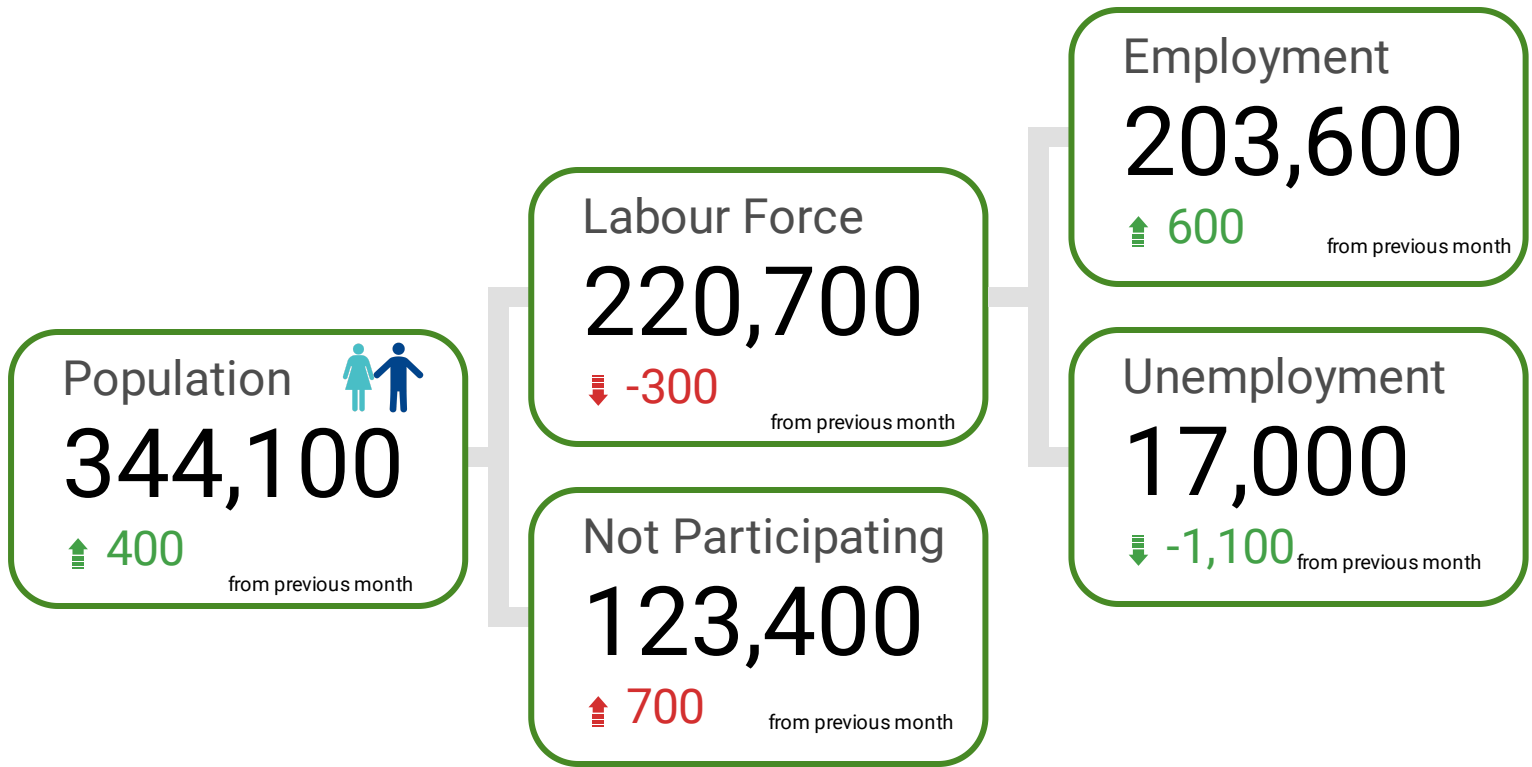 Population
344,100
400
from previous month
Labour Force
220,700
-300
from previous month
Not Participating
123,400
700
from previous month
Employment
203,600
600
from previous month
Unemployment
17,000
-1,100 from previous month